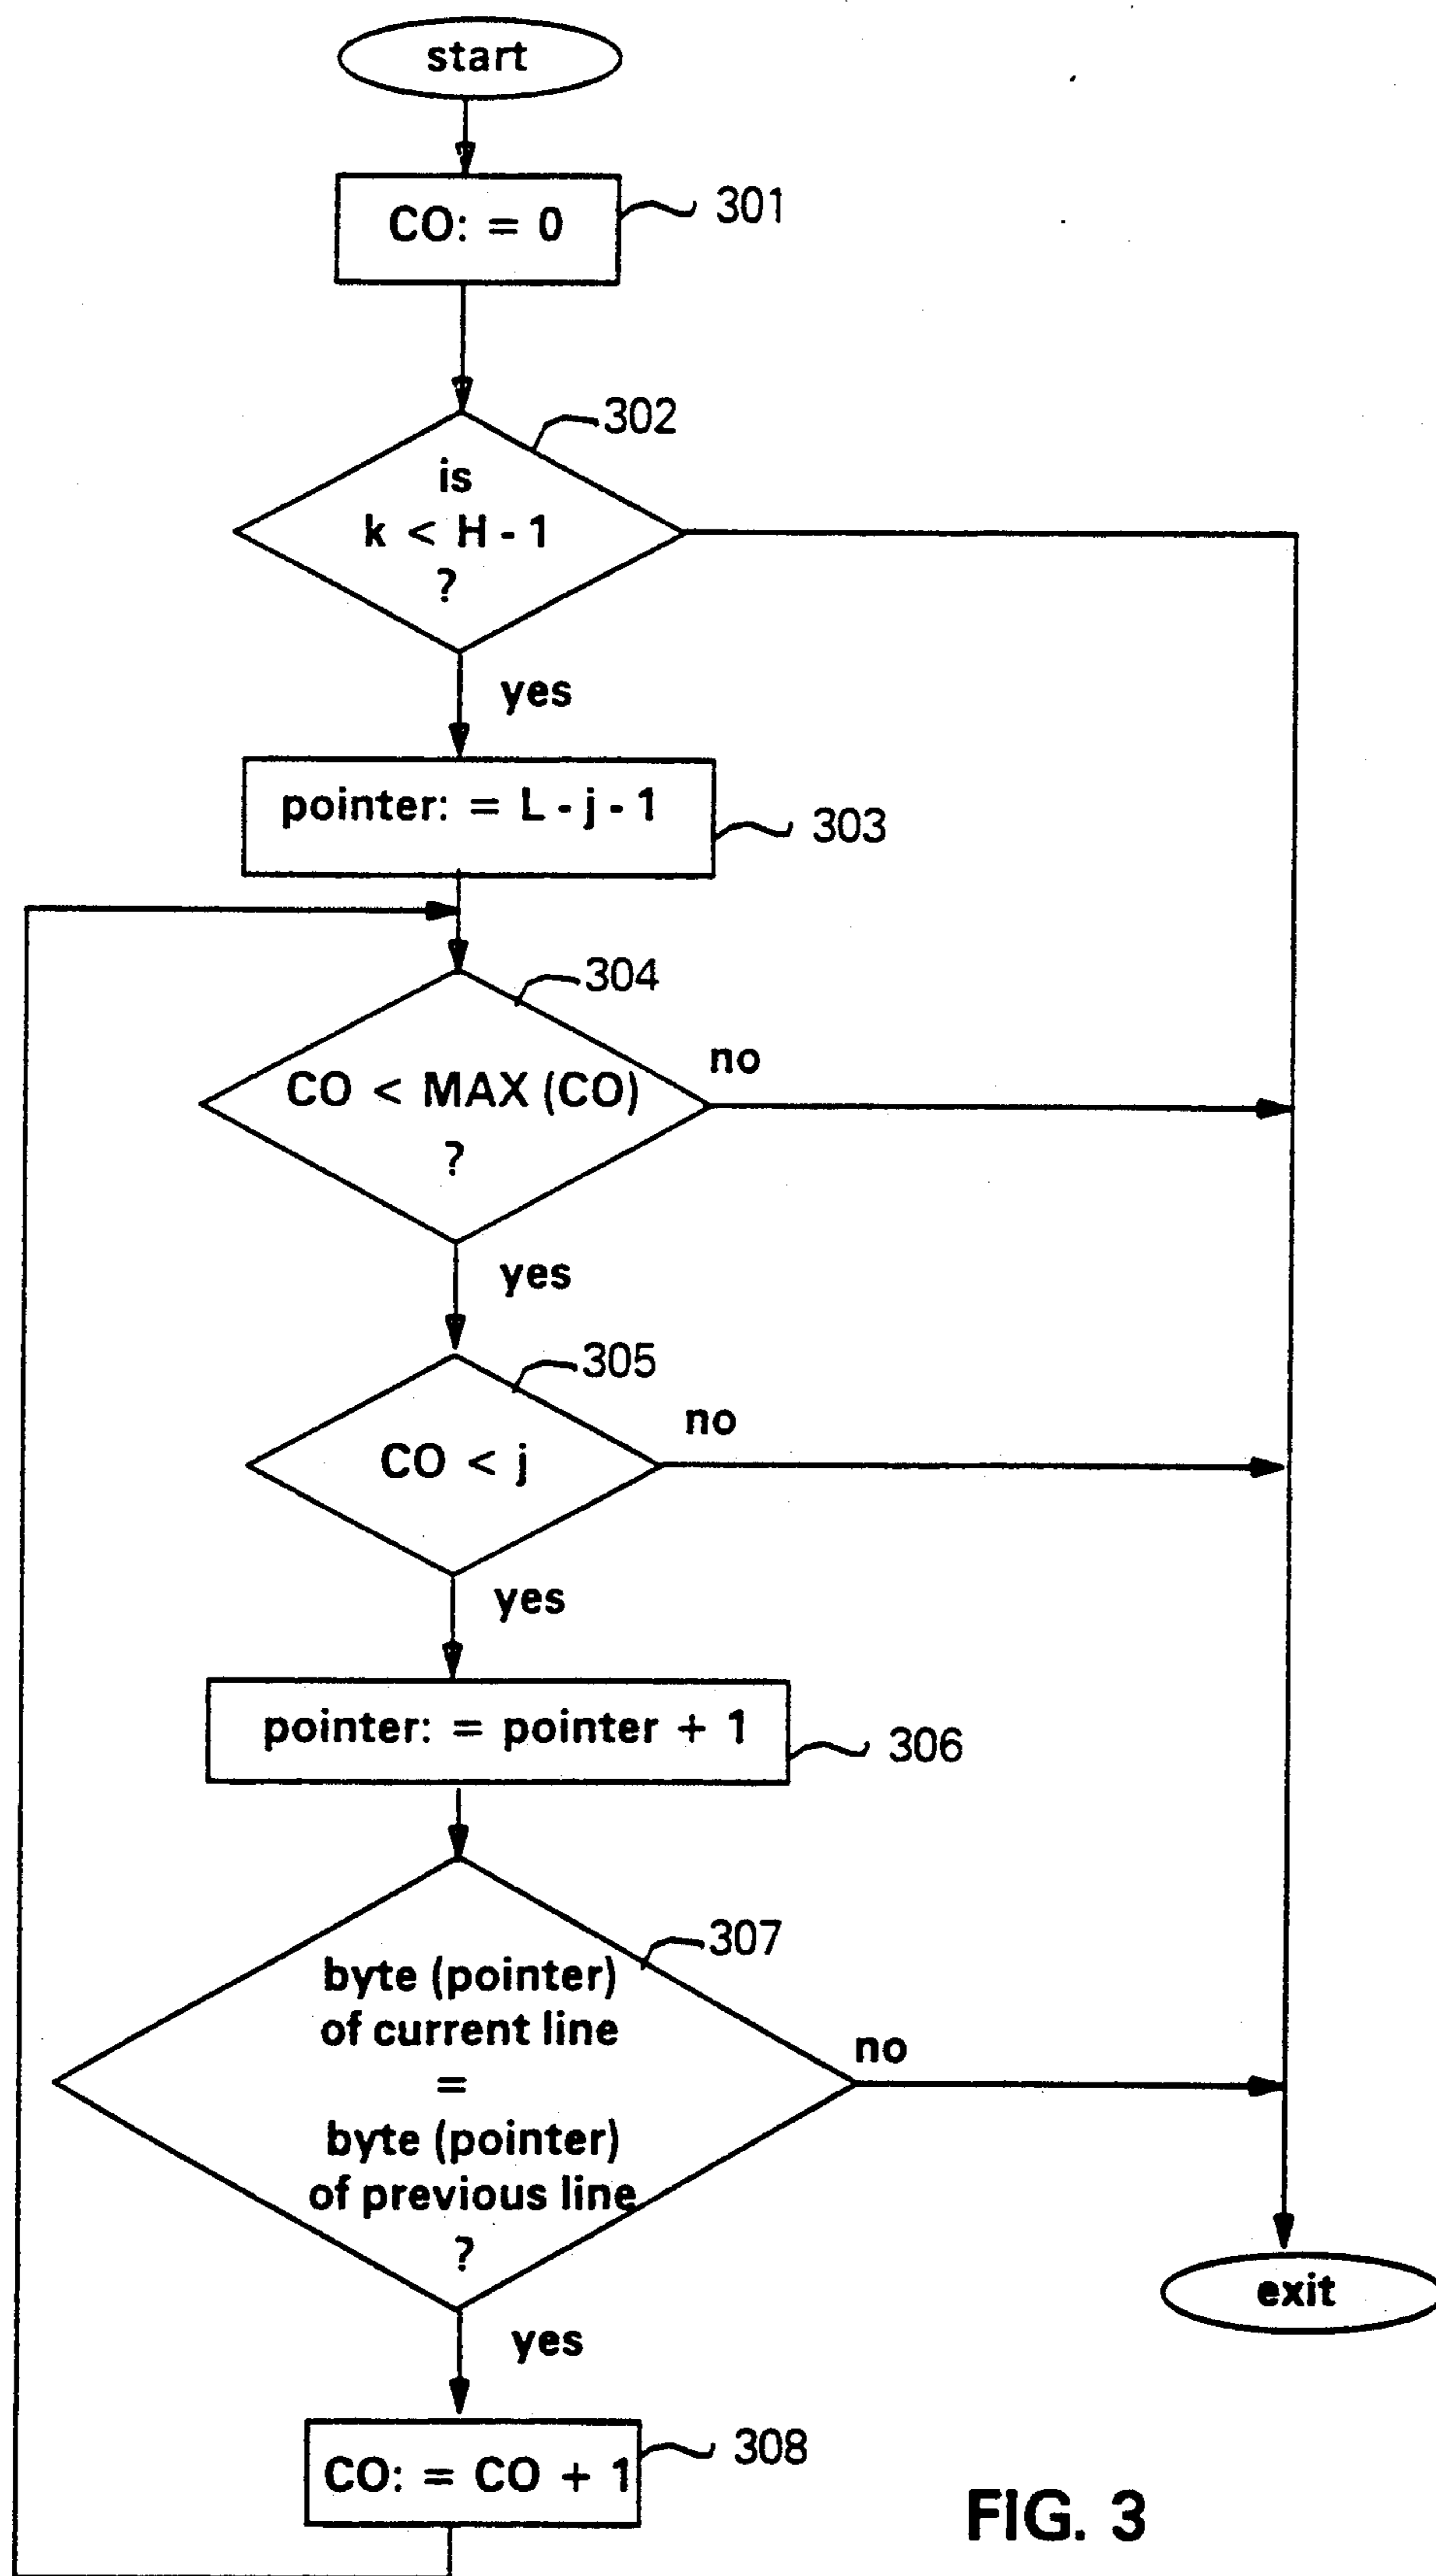 start
CO: = 0
301
302
is
k < H - 1
?
yes
pointer: = L - j - 1
303
304
CO < MAX (CO)
?
no
yes
305
CO < j
no
yes
pointer: = pointer + 1
306
307
byte (pointer)
of current line
=
byte (pointer)
of previous line
?
no
yes
exit
CO: = CO + 1
308
FIG. 3